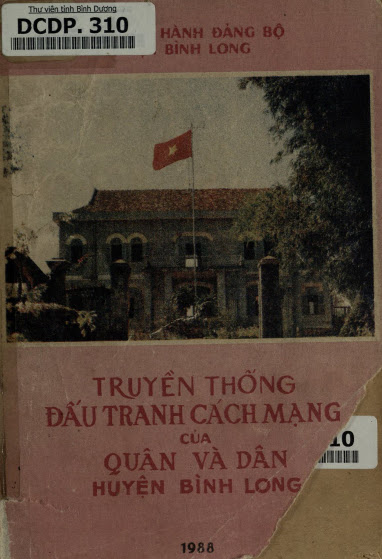 Thư viện tỉnh Bình Dương
DCDP. 310
HÀNH ĐẢNG BỘ
BÌNH LONG
TRUYỀN THỐNG
ĐẤU TRANH CÁCH MẠNG
CỦA
10
QUÂN VÀ DÂN
HUYỆN BÌNH LONG
1988